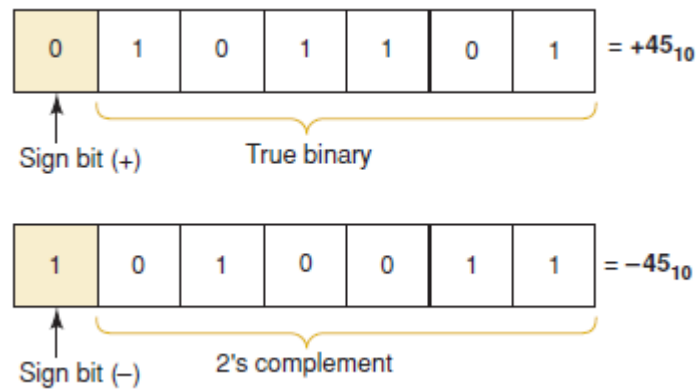 0 1 0 1 1 0 1 = +45₁₀
Sign bit (+) True binary
1 0 1 0 0 1 1 = −45₁₀
Sign bit (−) 2's complement